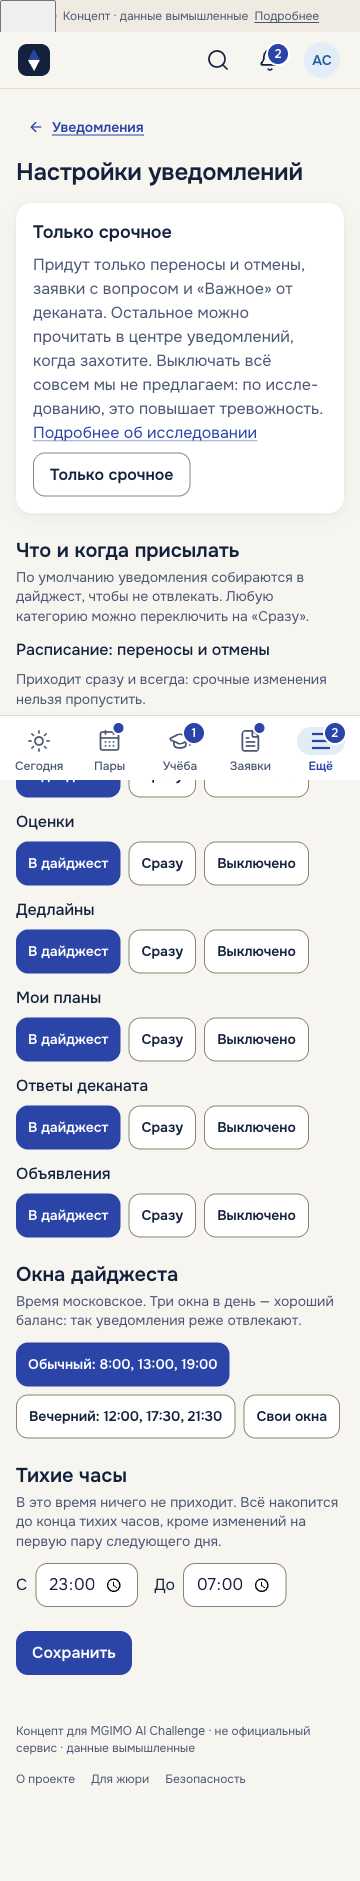 Концепт · данные вымышленные Подробнее
2
АС
← Уведомления
Настройки уведомлений
Только срочное
Придут только переносы и отмены,
заявки с вопросом и «Важное» от
деканата. Остальное можно
прочитать в центре уведомлений,
когда захотите. Выключать всё
совсем мы не предлагаем: по иссле-
дованию, это повышает тревожность.
Подробнее об исследовании
Только срочное
Что и когда присылать
По умолчанию уведомления собираются в
дайджест, чтобы не отвлекать. Любую
категорию можно переключить на «Сразу».
Расписание: переносы и отмены
Приходит сразу и всегда: срочные изменения
нельзя пропустить.
1 2
Сегодня Пары Учёба Заявки Ещё
Оценки
В дайджест Сразу Выключено
Дедлайны
В дайджест Сразу Выключено
Мои планы
В дайджест Сразу Выключено
Ответы деканата
В дайджест Сразу Выключено
Объявления
В дайджест Сразу Выключено
Окна дайджеста
Время московское. Три окна в день — хороший
баланс: так уведомления реже отвлекают.
Обычный: 8:00, 13:00, 19:00
Вечерний: 12:00, 17:30, 21:30 Свои окна
Тихие часы
В это время ничего не приходит. Всё накопится
до конца тихих часов, кроме изменений на
первую пару следующего дня.
С 23:00 До 07:00
Сохранить
Концепт для MGIMO AI Challenge · не официальный
сервис · данные вымышленные
О проекте Для жюри Безопасность